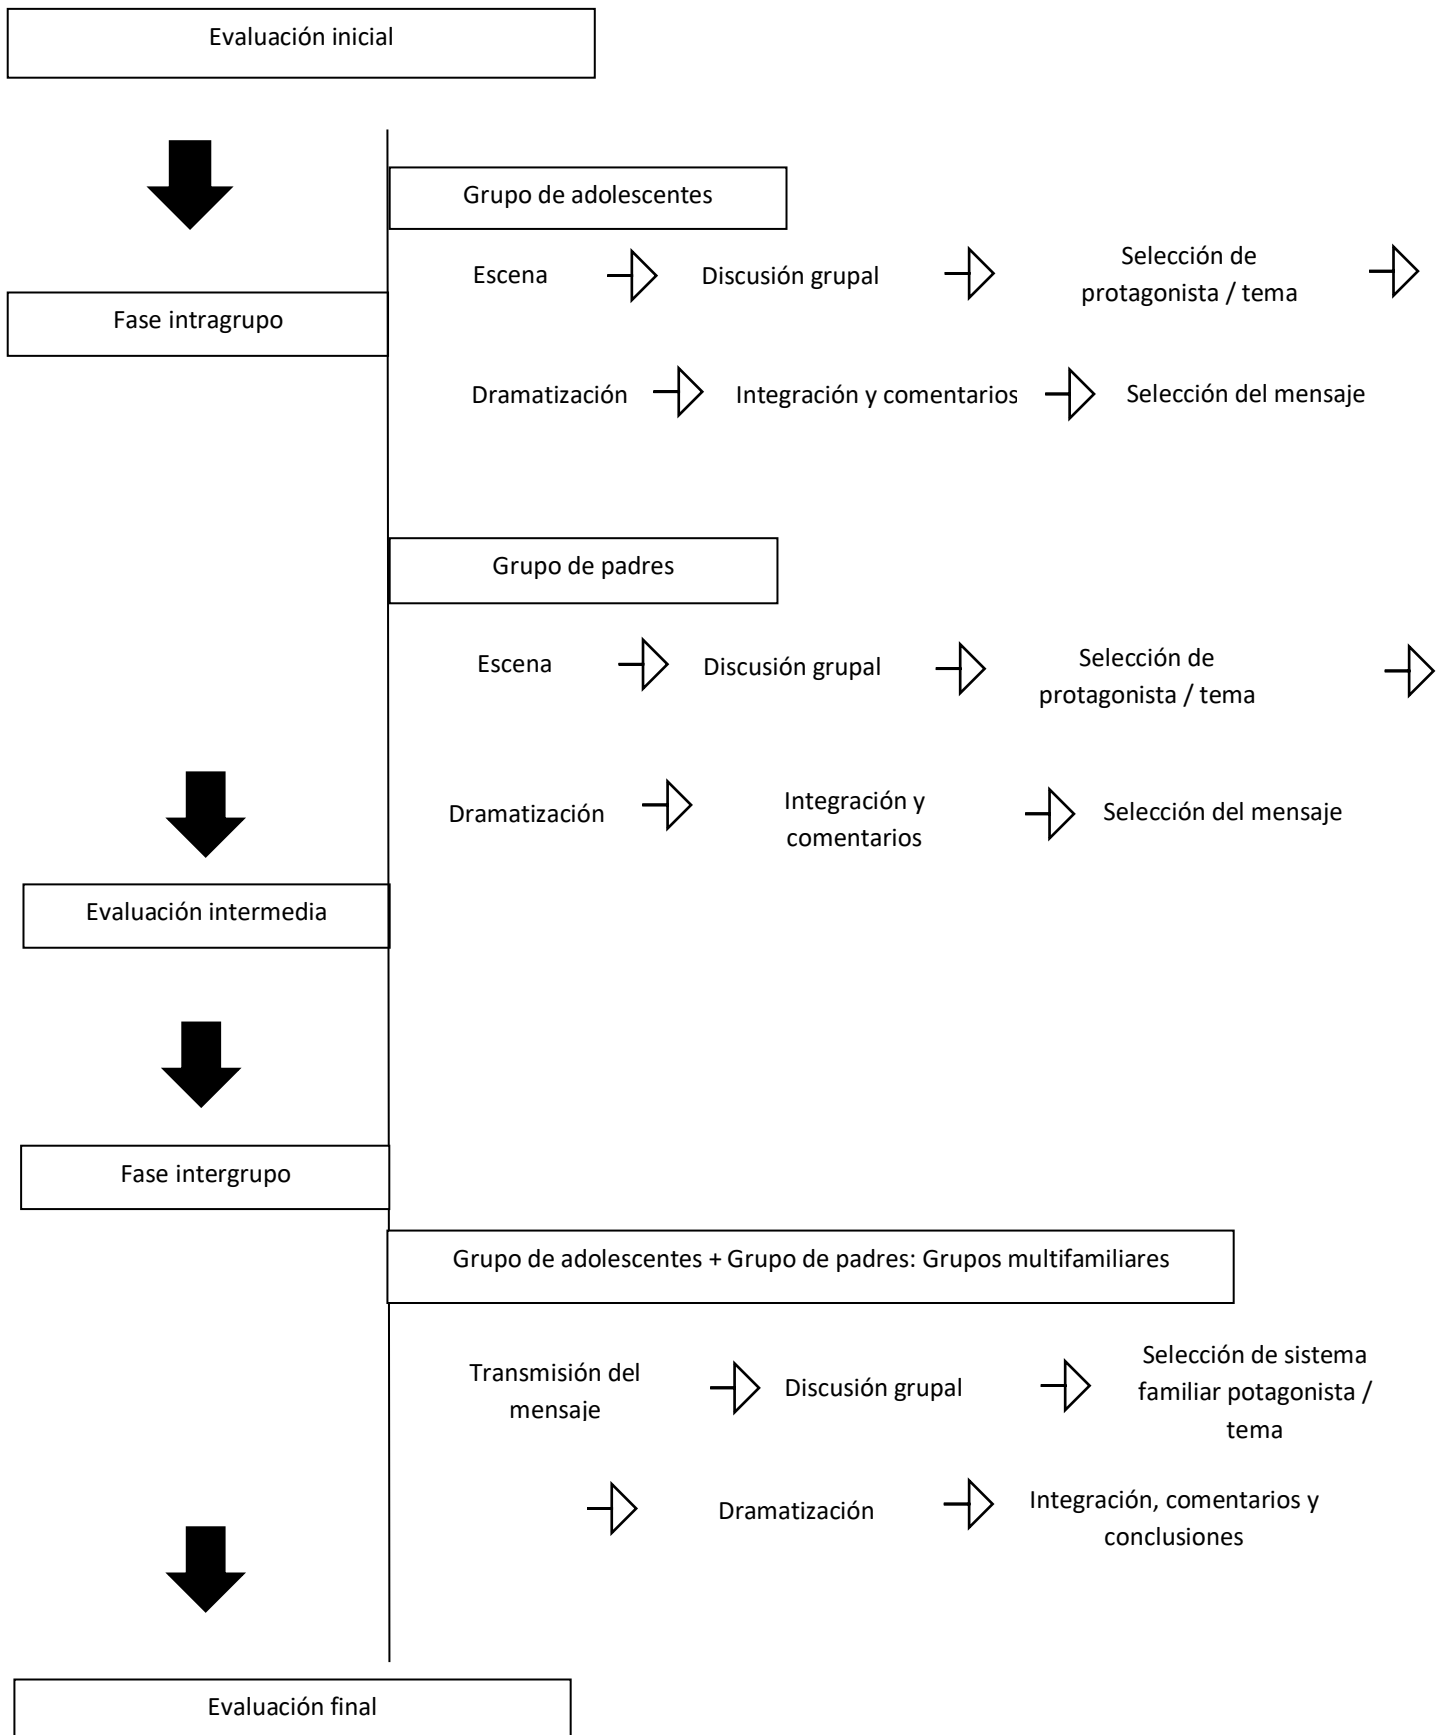 Evaluación inicial
Grupo de adolescentes
Escena
Discusión grupal
Selección de
protagonista / tema
Fase intragrupo
Dramatización
Integración y comentarios
Selección del mensaje
Grupo de padres
Escena
Discusión grupal
Selección de
protagonista / tema
Dramatización
Integración y
comentarios
Selección del mensaje
Evaluación intermedia
Fase intergrupo
Grupo de adolescentes + Grupo de padres: Grupos multifamiliares
Transmisión del
mensaje
Discusión grupal
Selección de sistema
familiar potagonista /
tema
Dramatización
Integración, comentarios y
conclusiones
Evaluación final